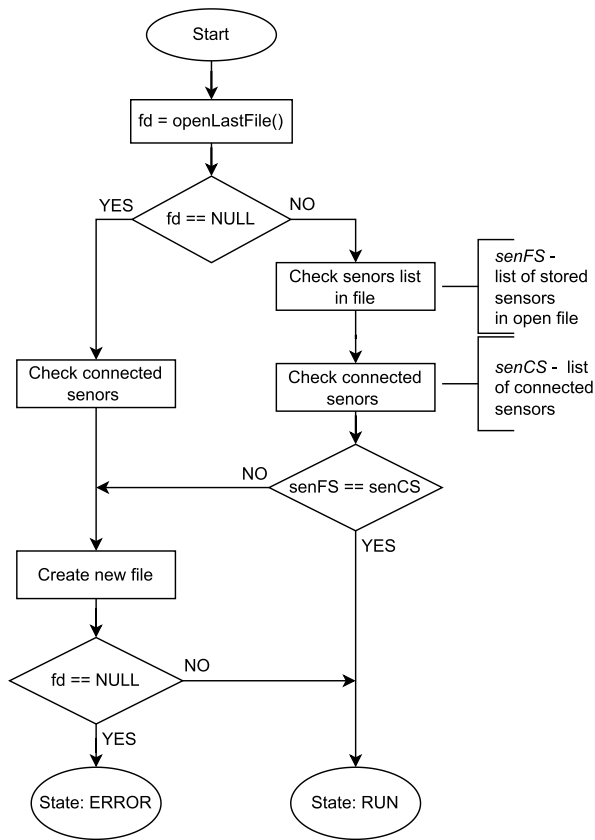 Start
fd = openLastFile()
fd == NULL
YES
NO
Check senors list
in file
senFS -
list of stored
sensors
in open file
Check connected
senors
Check connected
senors
senCS - list
of connected
sensors
senFS == senCS
NO
YES
Create new file
fd == NULL
NO
YES
State: ERROR
State: RUN